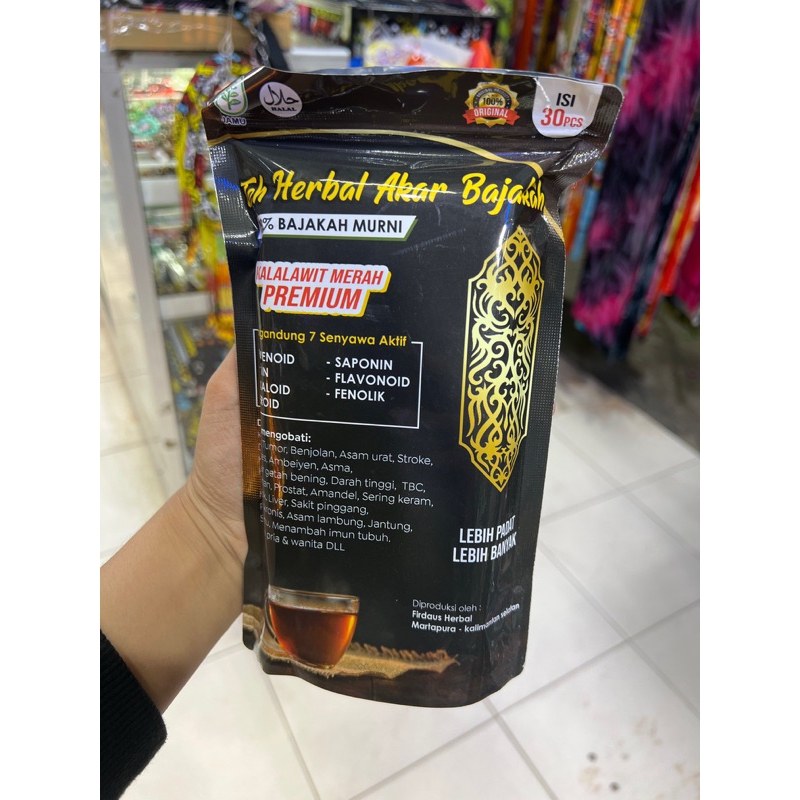 JAMU
حلال
HALAL
100%
ORIGINAL
ISI
30PCS
Teh Herbal Akar Bajakah
% BAJAKAH MURNI
KALALAWIT MERAH
PREMIUM
7 Senyawa Aktif
- SAPONIN
- FLAVONOID
- FENOLIK
mengobati:
Tumor, Benjolan, Asam urat, Stroke,
Ambeiyen, Asma,
getah bening, Darah tinggi, TBC,
Prostat, Amandel, Sering keram,
Liver, Sakit pinggang,
Asam lambung, Jantung,
Menambah imun tubuh.
pria & wanita DLL
LEBIH PADAT
LEBIH BANYAK
Diproduksi oleh :
Firdaus Herbal
Martapura - kalimantan selatan